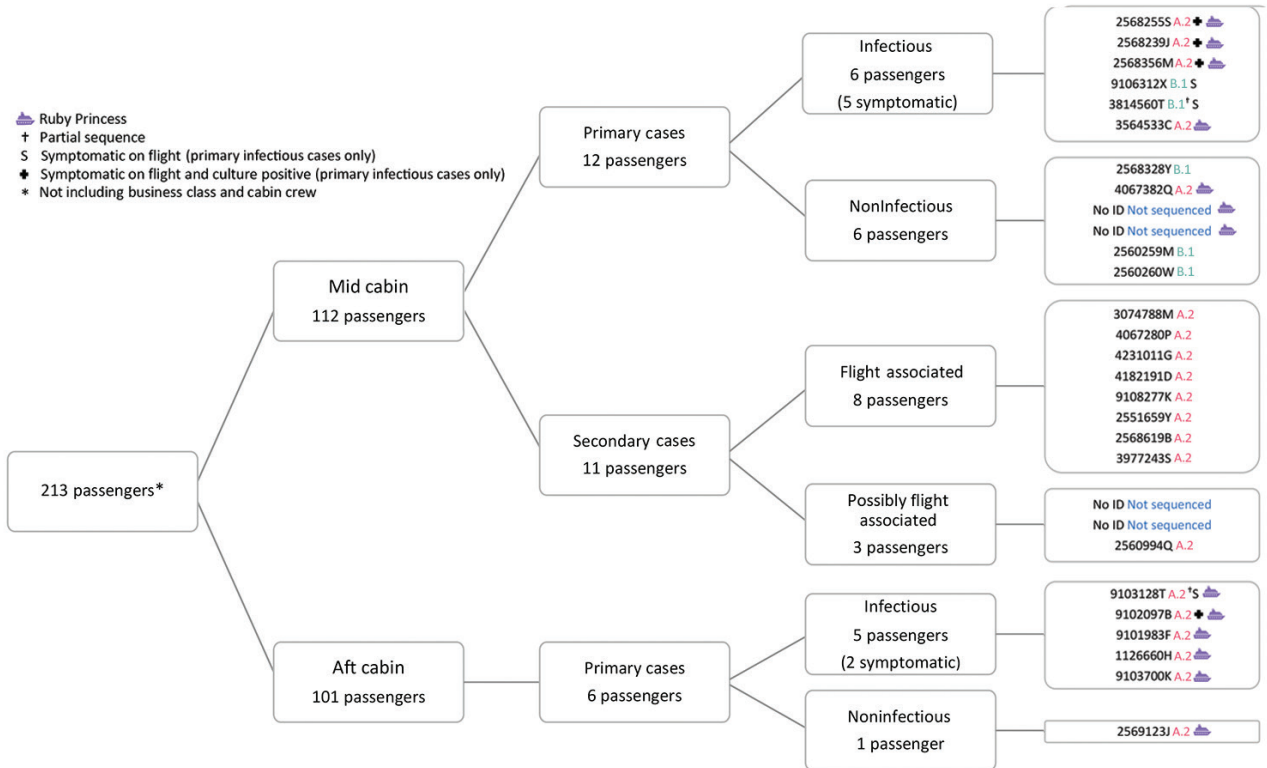 Ruby Princess
† Partial sequence
S Symptomatic on flight (primary infectious cases only)
✚ Symptomatic on flight and culture positive (primary infectious cases only)
* Not including business class and cabin crew
213 passengers*
Mid cabin
112 passengers
Aft cabin
101 passengers
Primary cases
12 passengers
Secondary cases
11 passengers
Primary cases
6 passengers
Infectious
6 passengers
(5 symptomatic)
NonInfectious
6 passengers
Flight associated
8 passengers
Possibly flight
associated
3 passengers
Infectious
5 passengers
(2 symptomatic)
Noninfectious
1 passenger
2568255S A.2 ✚
2568239J A.2 ✚
2568356M A.2 ✚
9106312X B.1 S
3814560T B.1† S
3564533C A.2
2568328Y B.1
4067382Q A.2
No ID Not sequenced
No ID Not sequenced
2560259M B.1
2560260W B.1
3074788M A.2
4067280P A.2
4231011G A.2
4182191D A.2
9108277K A.2
2551659Y A.2
2568619B A.2
3977243S A.2
No ID Not sequenced
No ID Not sequenced
2560994Q A.2
9103128T A.2 †S
9102097B A.2 ✚
9101983F A.2
1126660H A.2
9103700K A.2
2569123J A.2